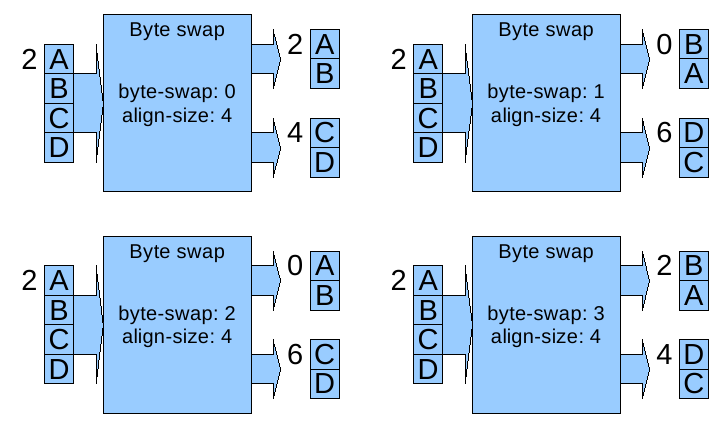 Byte swap
2
A
B
C
D
byte-swap: 0
align-size: 4
2
A
B
4
C
D
Byte swap
2
A
B
C
D
byte-swap: 1
align-size: 4
0
B
A
6
D
C
Byte swap
2
A
B
C
D
byte-swap: 2
align-size: 4
0
A
B
6
C
D
Byte swap
2
A
B
C
D
byte-swap: 3
align-size: 4
2
B
A
4
D
C